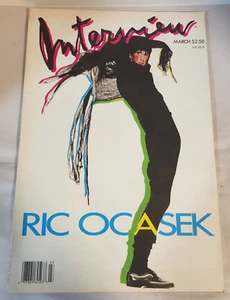 Interview
MARCH $2.50
RIC OCASEK